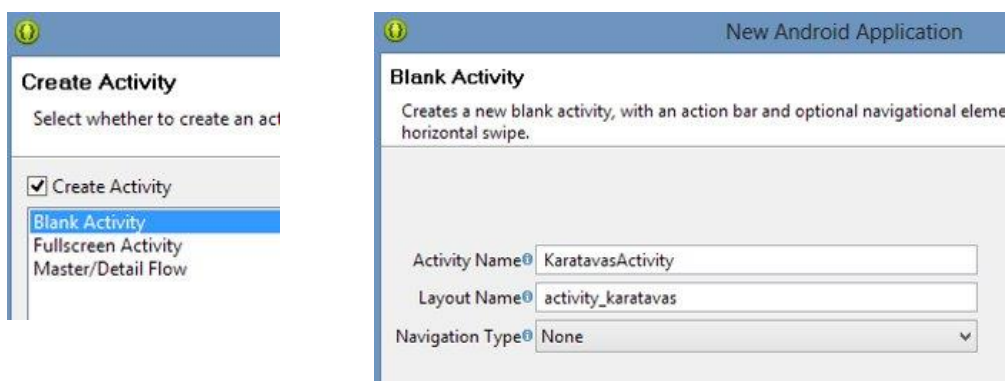 Create Activity
Select whether to create an act
Create Activity
Blank Activity
Fullscreen Activity
Master/Detail Flow
New Android Application
Blank Activity
Creates a new blank activity, with an action bar and optional navigational eleme
horizontal swipe.
Activity Name KaratavasActivity
Layout Name activity_karatavas
Navigation Type None